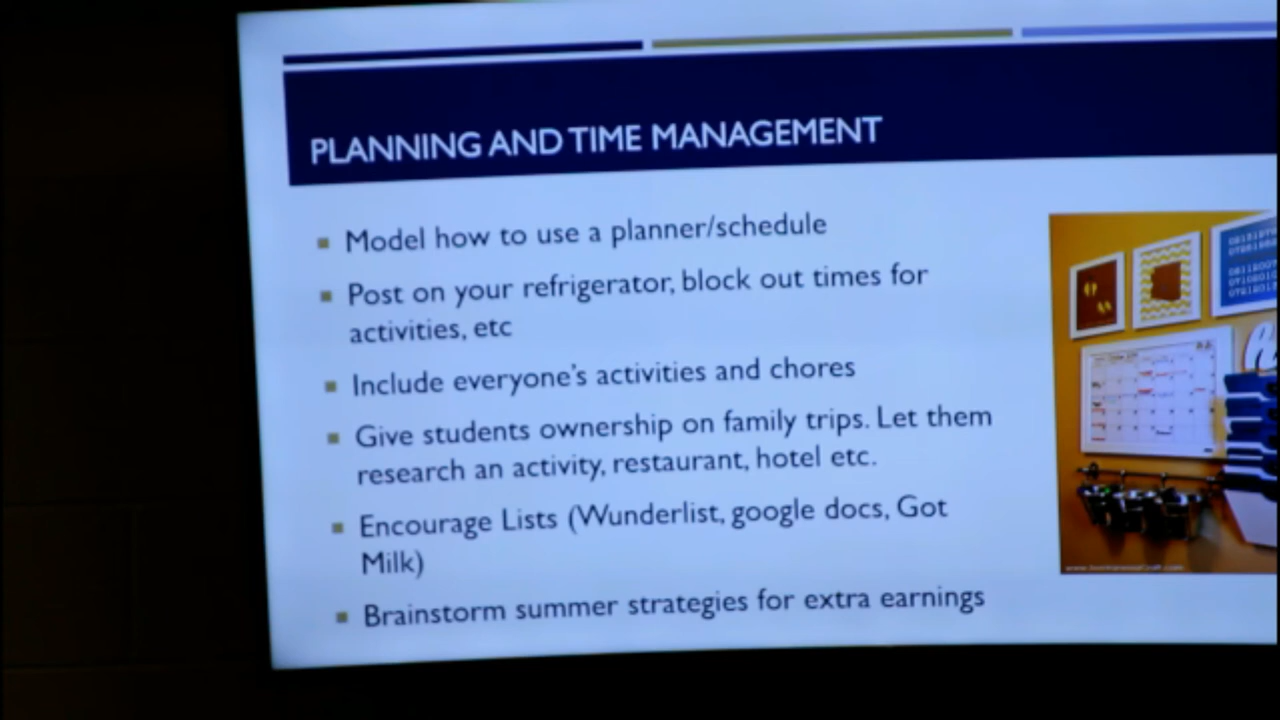 PLANNING AND TIME MANAGEMENT
Model how to use a planner/schedule
Post on your refrigerator, block out times for
activities, etc
Include everyone's activities and chores
Give students ownership on family trips. Let them
research an activity, restaurant, hotel etc.
Encourage Lists (Wunderlist, google docs, Got
Milk)
Brainstorm summer strategies for extra earnings